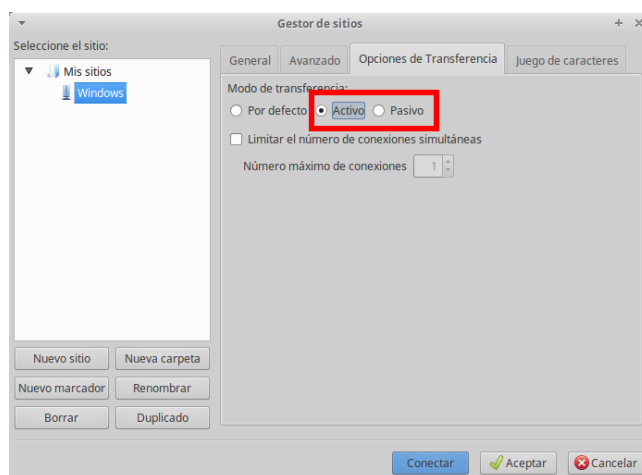 Gestor de sitios
Seleccione el sitio:
Mis sitios
Windows
General Avanzado Opciones de Transferencia Juego de caracteres
Modo de transferencia:
Por defecto Activo Pasivo
Limitar el número de conexiones simultáneas
Número máximo de conexiones 1
Nuevo sitio Nueva carpeta
Nuevo marcador Renombrar
Borrar Duplicado
Conectar Aceptar Cancelar